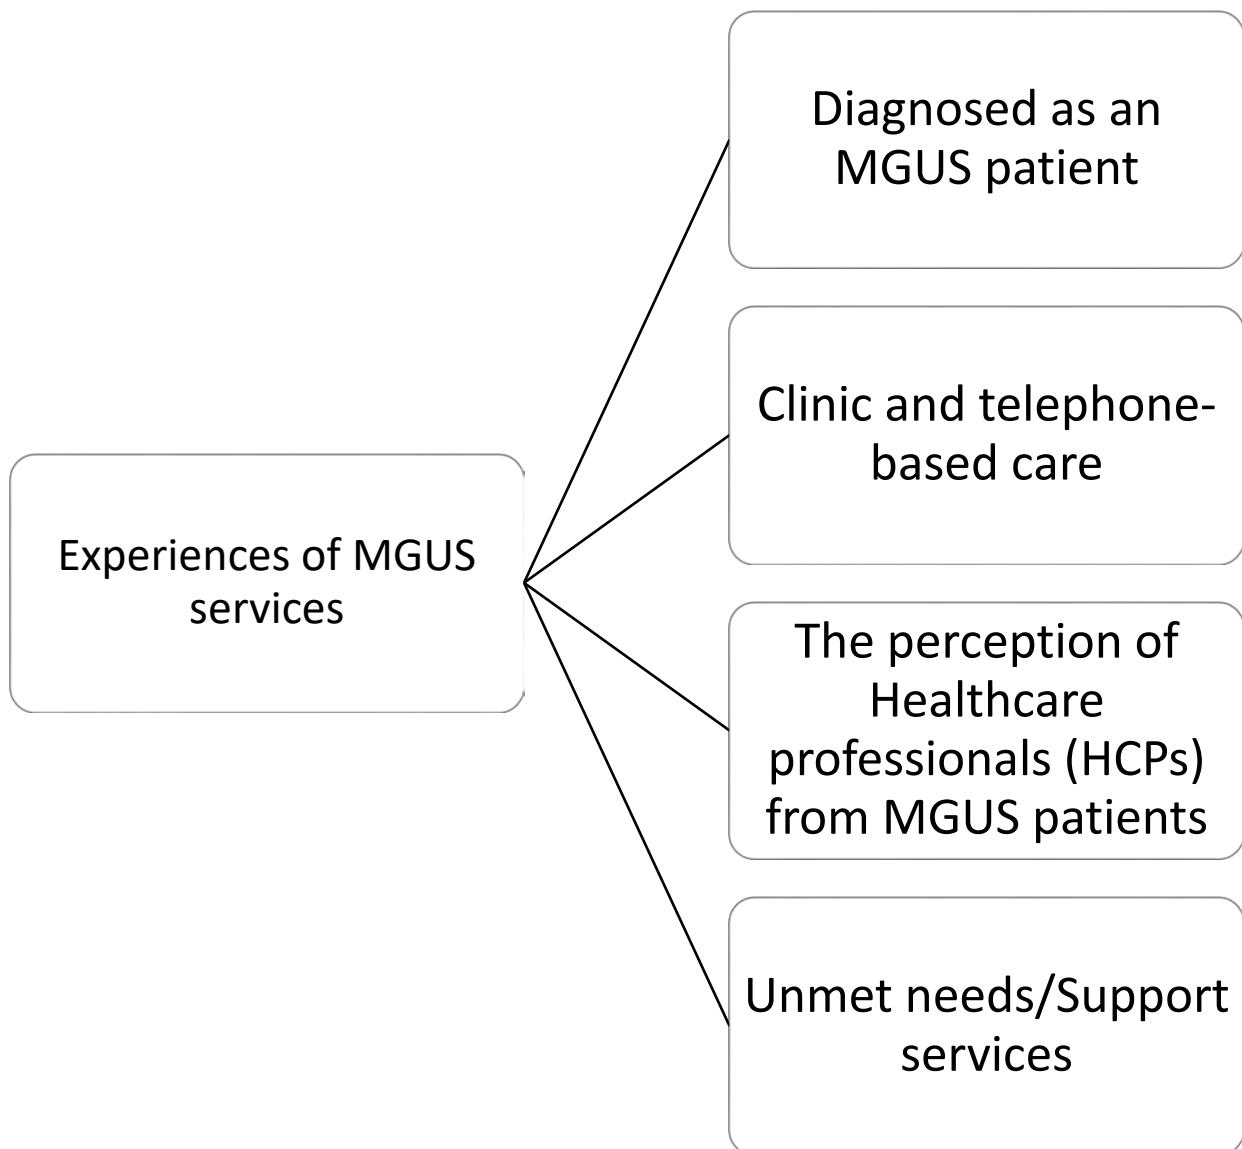 Experiences of MGUS
services
Diagnosed as an
MGUS patient
Clinic and telephone-
based care
The perception of
Healthcare
professionals (HCPs)
from MGUS patients
Unmet needs/Support
services